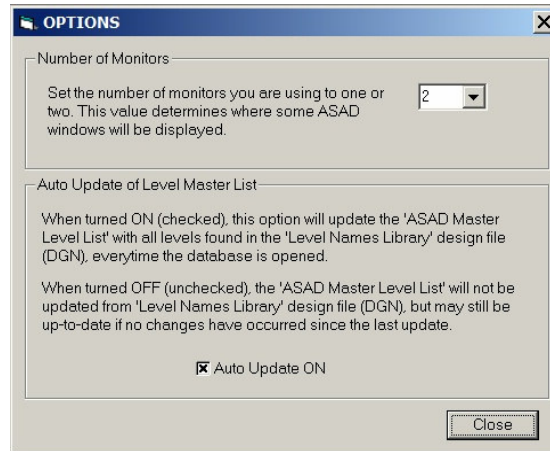 OPTIONS
Number of Monitors
Set the number of monitors you are using to one or
two. This value determines where some ASAD
windows will be displayed.
2
Auto Update of Level Master List
When turned ON (checked), this option will update the 'ASAD Master
Level List' with all levels found in the 'Level Names Library' design file
(DGN), everytime the database is opened.
When turned OFF (unchecked), the 'ASAD Master Level List' will not be
updated from 'Level Names Library' design file (DGN), but may still be
up-to-date if no changes have occurred since the last update.
Auto Update ON
Close